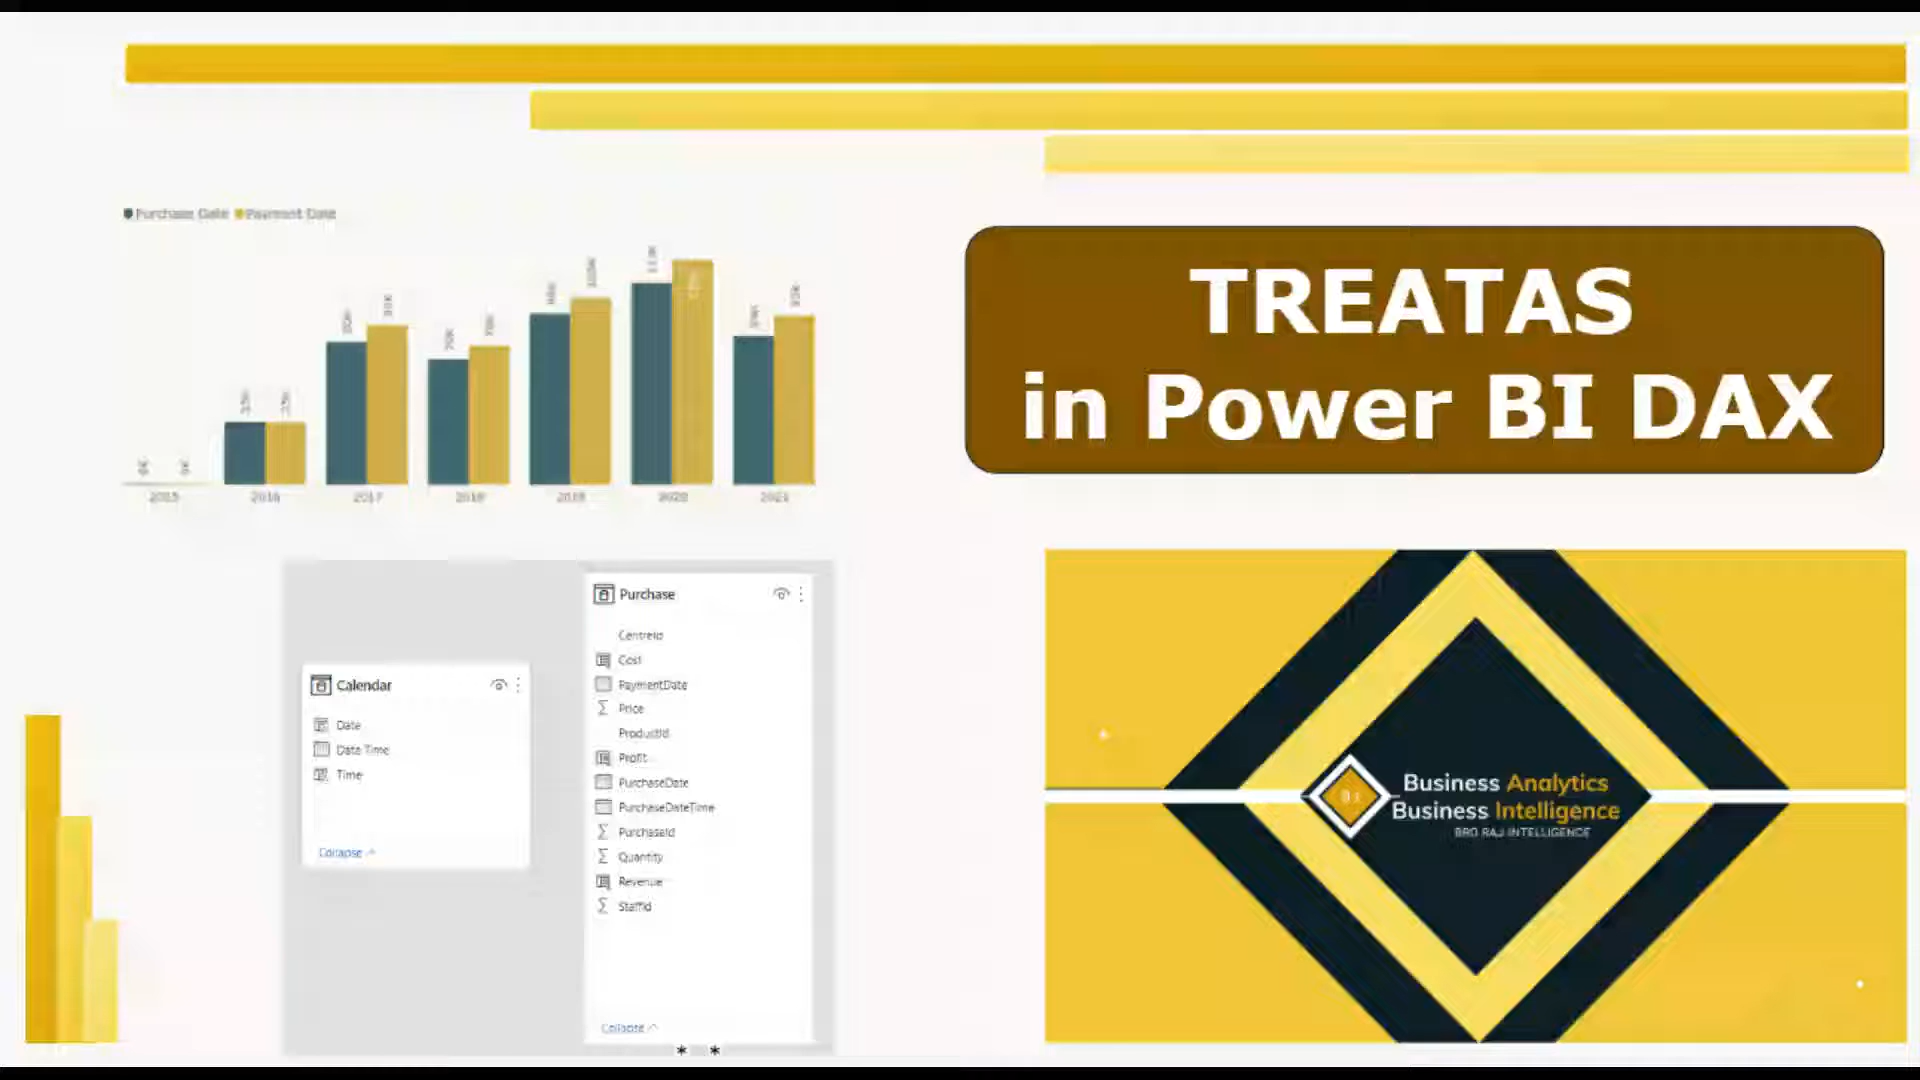 Purchase Date Payment Date
2015 2016 2017 2018 2019 2020 2021
TREATAS
in Power BI DAX
Calendar
Date
Date Time
Time
Collapse
Purchase
CentreId
Cost
PaymentDate
Price
ProductId
Profit
PurchaseDate
PurchaseDateTime
PurchaseId
Quantity
Revenue
StaffId
Collapse
* *
Business Analytics
Business Intelligence
BRO RAJ INTELLIGENCE